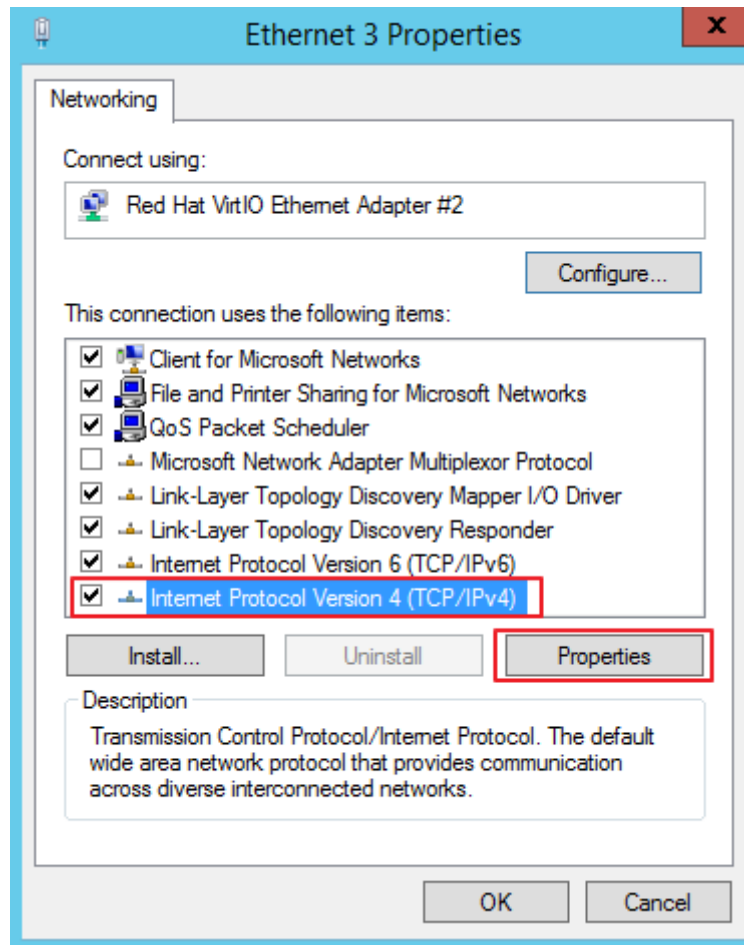 Ethernet 3 Properties
x
Networking
Connect using:
Red Hat VirtIO Ethernet Adapter #2
Configure...
This connection uses the following items:
Client for Microsoft Networks
File and Printer Sharing for Microsoft Networks
QoS Packet Scheduler
Microsoft Network Adapter Multiplexor Protocol
Link-Layer Topology Discovery Mapper I/O Driver
Link-Layer Topology Discovery Responder
Internet Protocol Version 6 (TCP/IPv6)
Internet Protocol Version 4 (TCP/IPv4)
Install... Uninstall Properties
Description
Transmission Control Protocol/Internet Protocol. The default
wide area network protocol that provides communication
across diverse interconnected networks.
OK Cancel